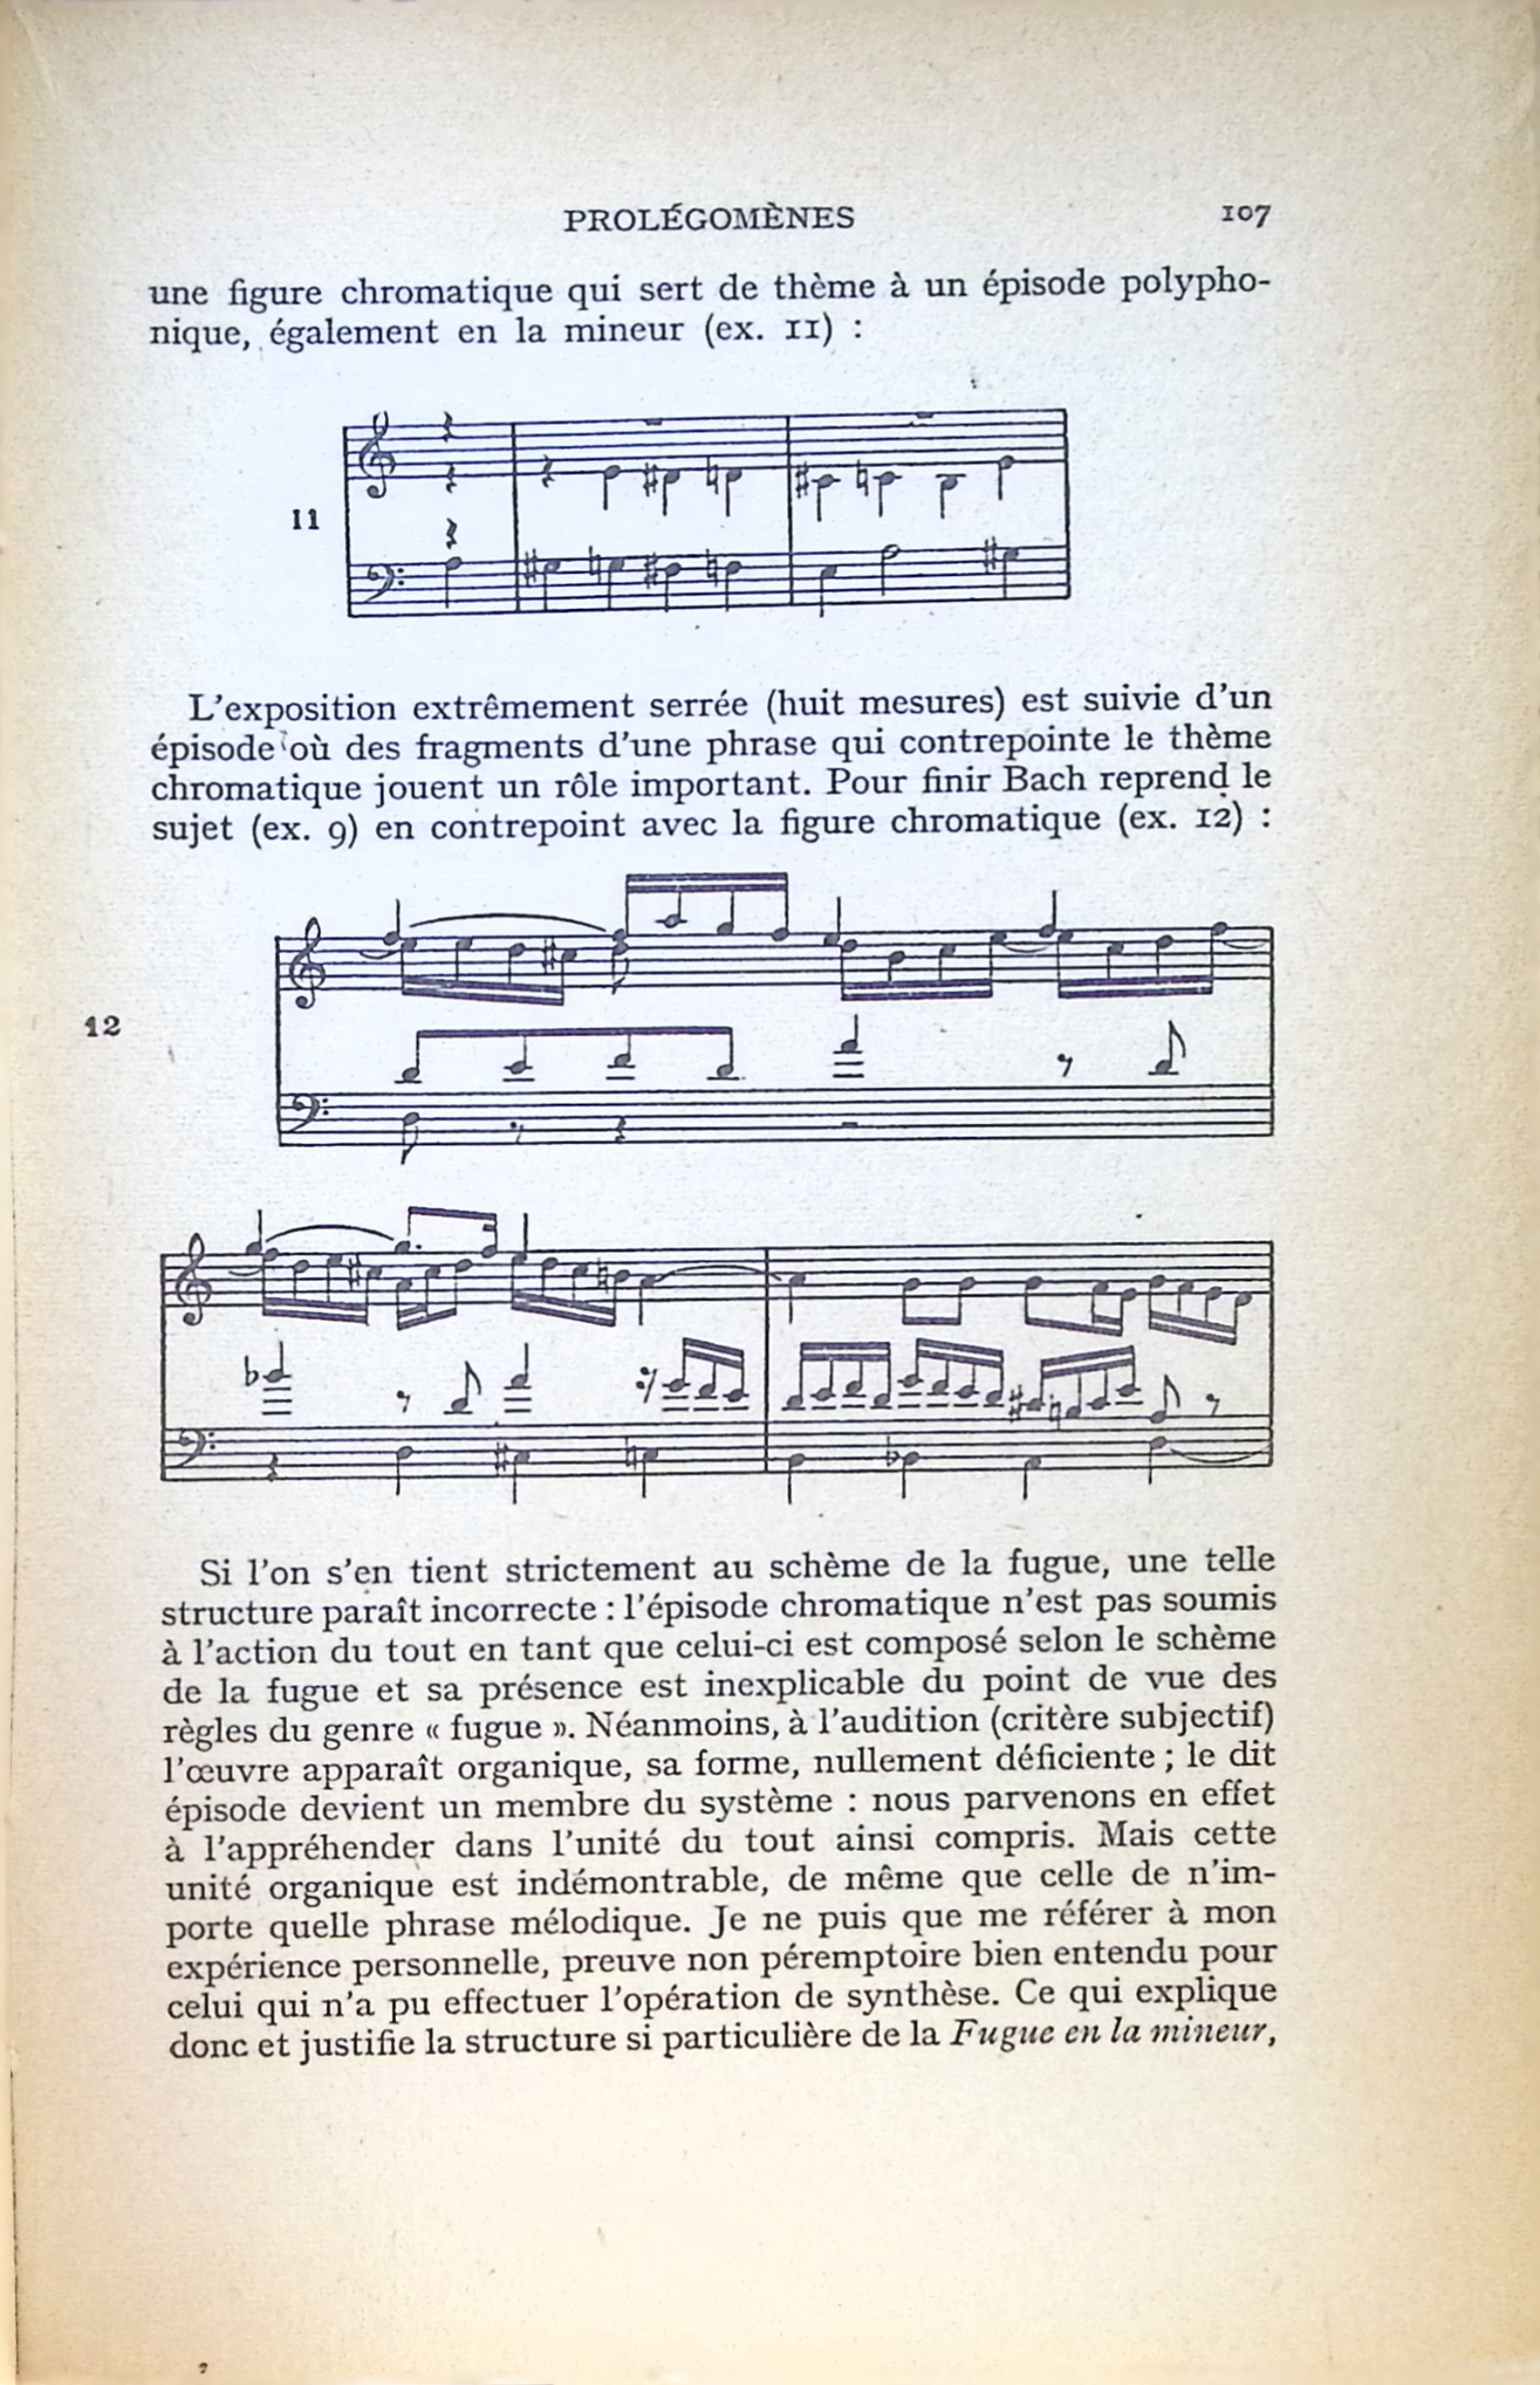 PROLÉGOMÈNES 107
une figure chromatique qui sert de thème à un épisode polypho-
nique, également en la mineur (ex. 11) :
11
L'exposition extrêmement serrée (huit mesures) est suivie d'un
épisode où des fragments d'une phrase qui contrepointe le thème
chromatique jouent un rôle important. Pour finir Bach reprend le
sujet (ex. 9) en contrepoint avec la figure chromatique (ex. 12) :
12
Si l'on s'en tient strictement au schème de la fugue, une telle
structure paraît incorrecte : l'épisode chromatique n'est pas soumis
à l'action du tout en tant que celui-ci est composé selon le schème
de la fugue et sa présence est inexplicable du point de vue des
règles du genre « fugue ». Néanmoins, à l'audition (critère subjectif)
l'œuvre apparaît organique, sa forme, nullement déficiente ; le dit
épisode devient un membre du système : nous parvenons en effet
à l'appréhender dans l'unité du tout ainsi compris. Mais cette
unité organique est indémontrable, de même que celle de n'im-
porte quelle phrase mélodique. Je ne puis que me référer à mon
expérience personnelle, preuve non péremptoire bien entendu pour
celui qui n'a pu effectuer l'opération de synthèse. Ce qui explique
donc et justifie la structure si particulière de la Fugue en la mineur,